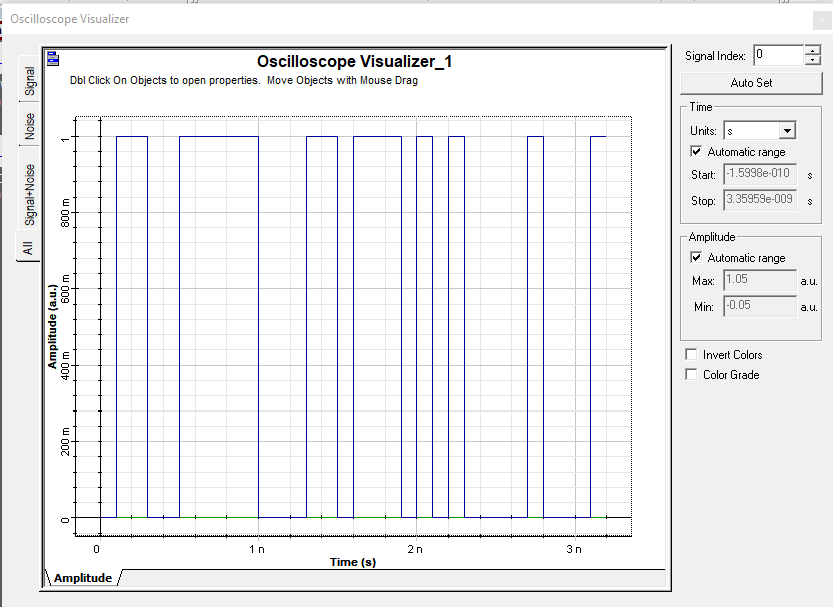 Oscilloscope Visualizer
Signal
Noise
Signal+Noise
All
Oscilloscope Visualizer_1
Dbl Click On Objects to open properties. Move Objects with Mouse Drag
Amplitude (a.u.)
1
800 m
600 m
400 m
200 m
0
0
1 n
2 n
3 n
Time (s)
Amplitude
Signal Index: 0
Auto Set
Time
Units: s
Automatic range
Start: -1.5998e-010 s
Stop: 3.35959e-009 s
Amplitude
Automatic range
Max: 1.05 a.u.
Min: -0.05 a.u.
Invert Colors
Color Grade